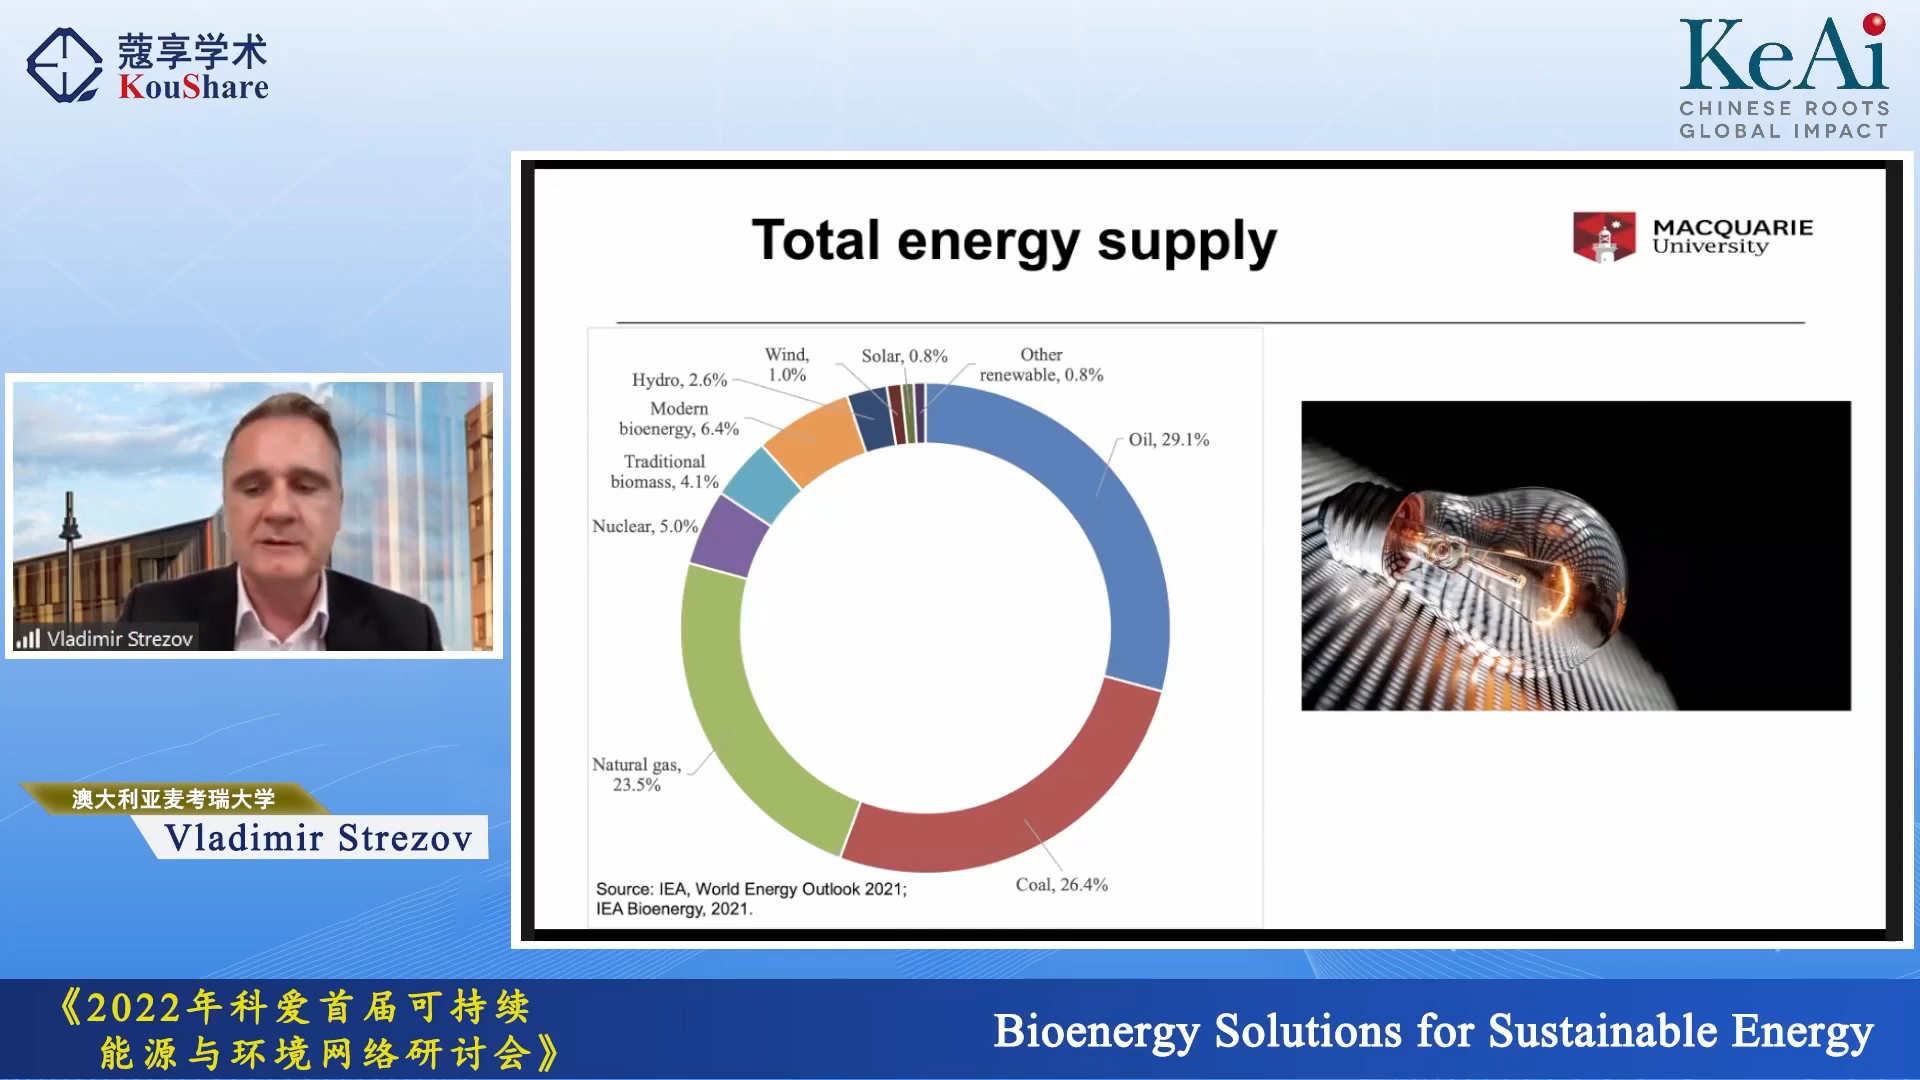 蔻享学术
KouShare
KeAi
CHINESE ROOTS
GLOBAL IMPACT
Total energy supply
MACQUARIE
University
Wind,
1.0%
Solar, 0.8%
Other
renewable, 0.8%
Hydro, 2.6%
Modern
bioenergy, 6.4%
Oil, 29.1%
Traditional
biomass, 4.1%
Nuclear, 5.0%
Natural gas,
23.5%
Coal, 26.4%
Source: IEA, World Energy Outlook 2021;
IEA Bioenergy, 2021.
Vladimir Strezov
澳大利亚麦考瑞大学
Vladimir Strezov
《2022年科爱首届可持续
能源与环境网络研讨会》
Bioenergy Solutions for Sustainable Energy